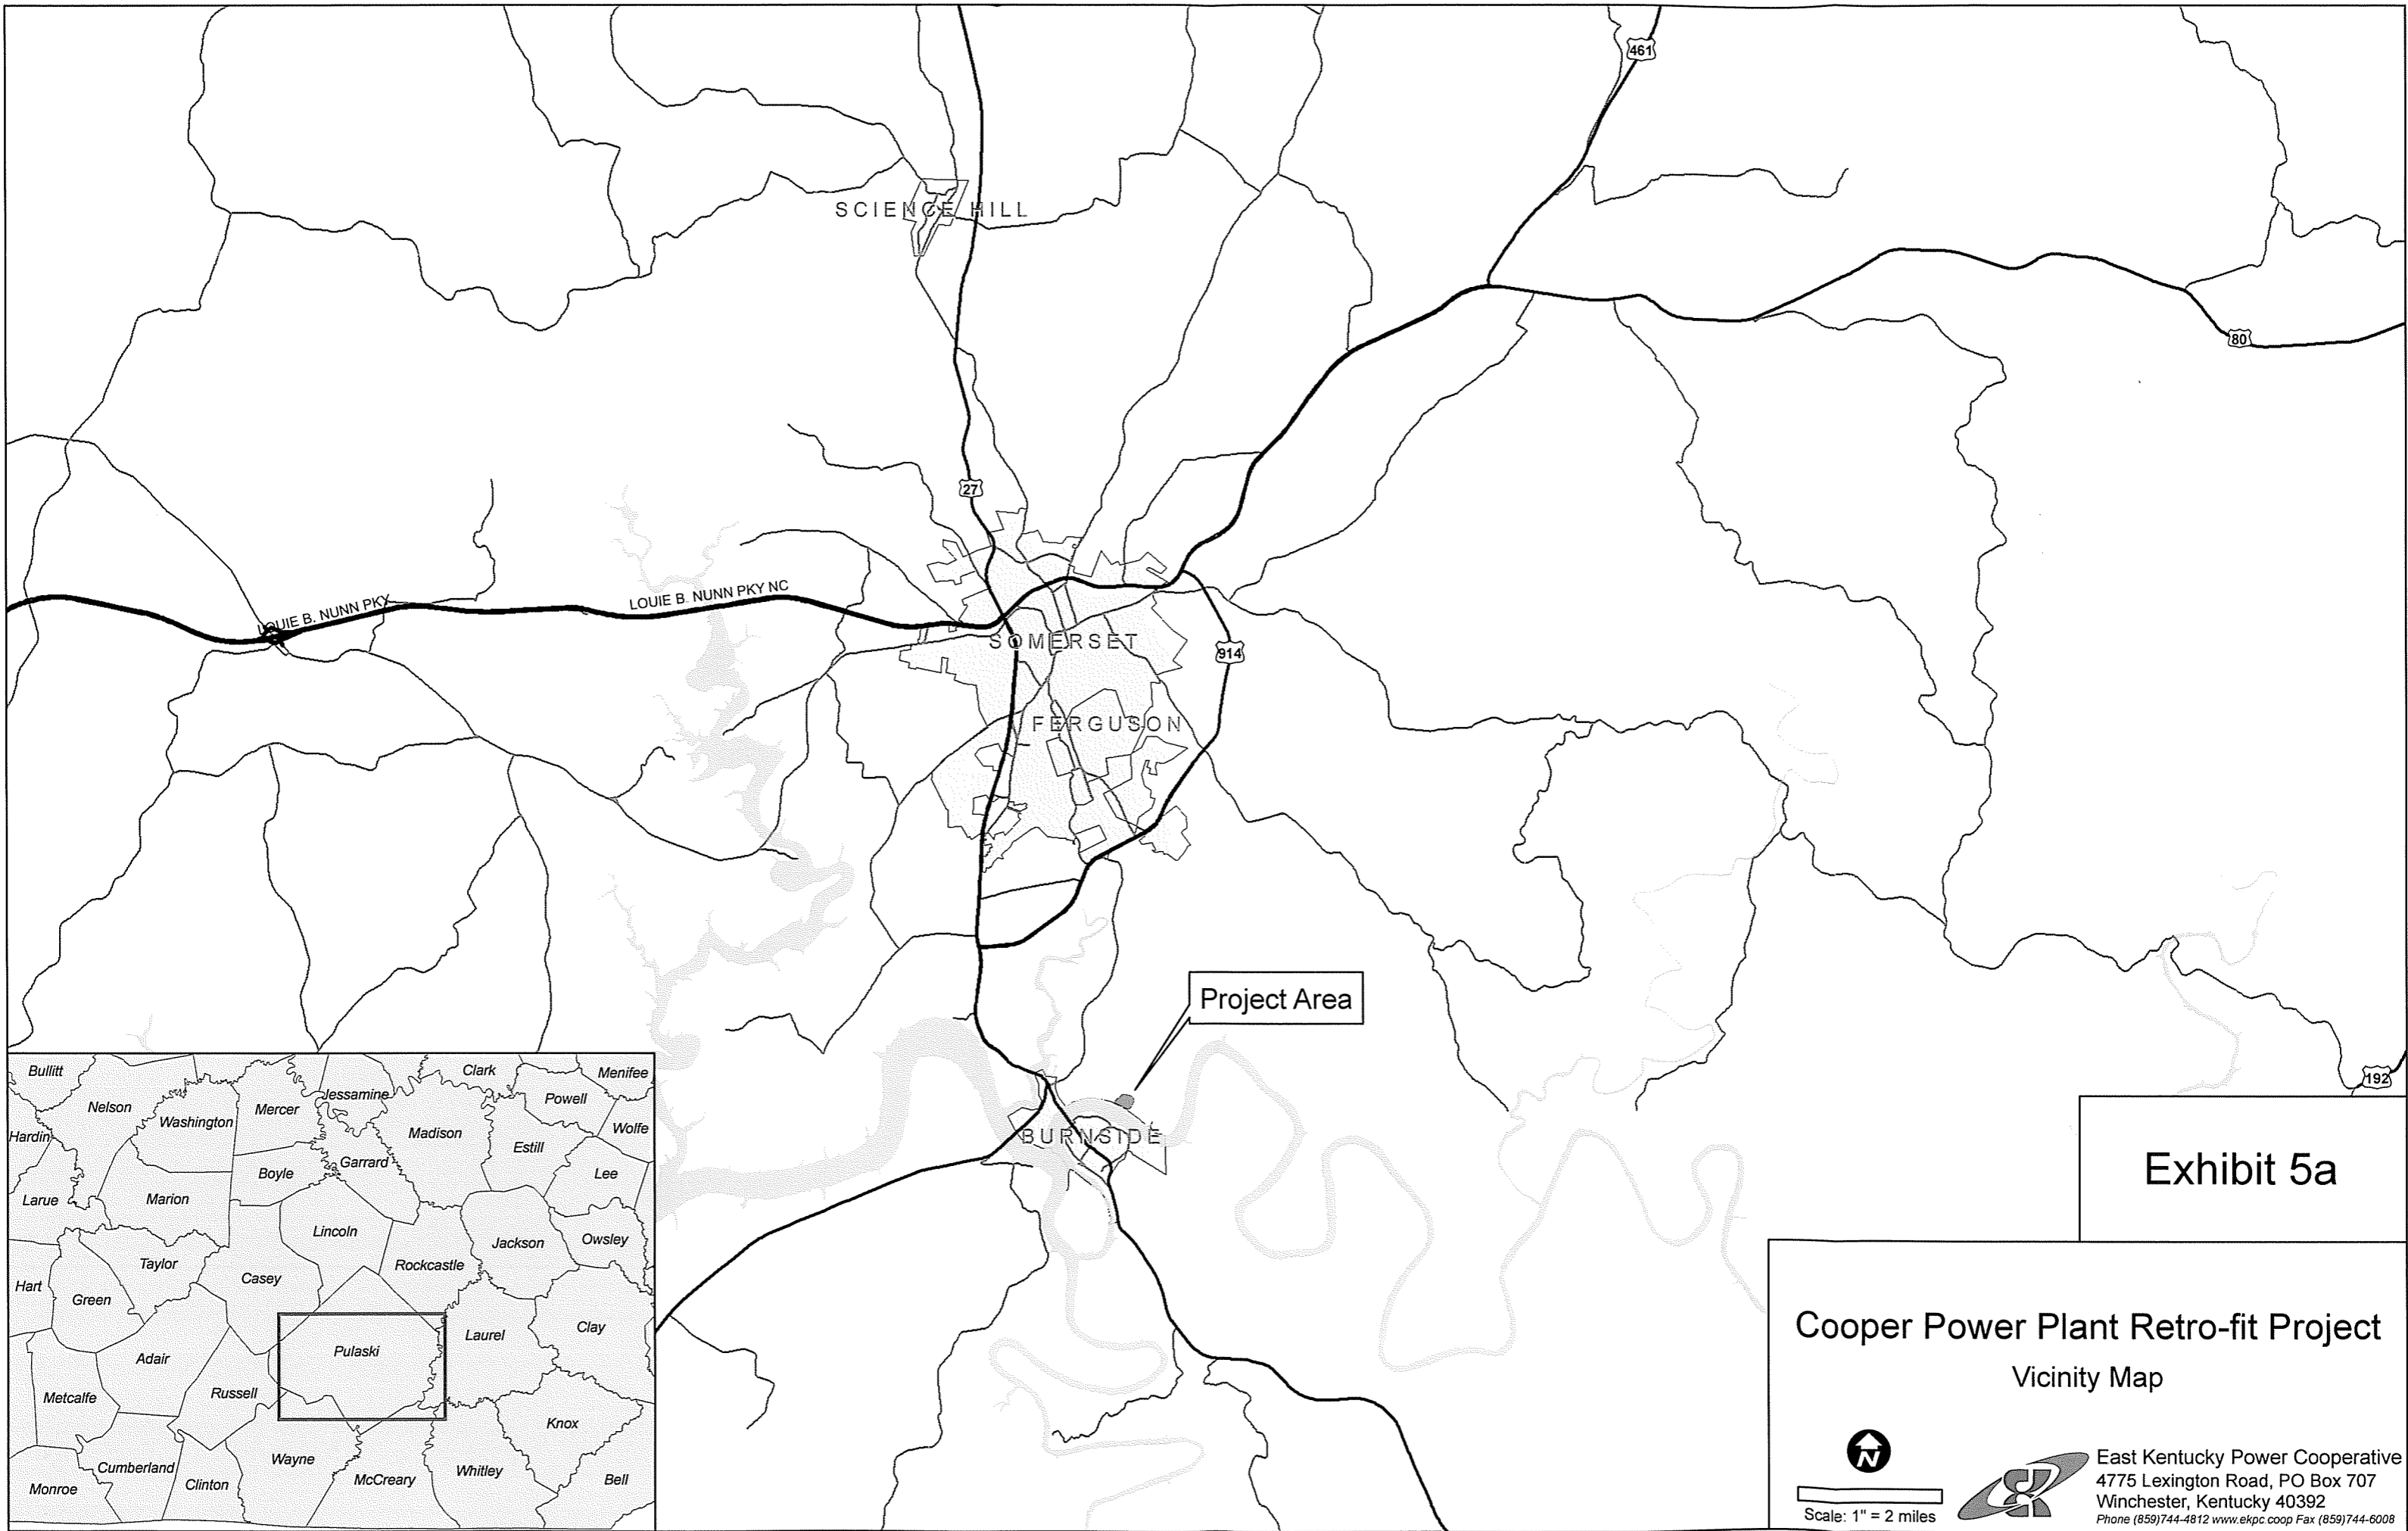 461
SCIENCE HILL
80
27
LOUIE B. NUNN PKY
LOUIE B. NUNN PKY NC
SOMERSET
914
FERGUSON
Project Area
192
BURNSIDE
Bullitt
Nelson
Washington
Mercer
Jessamine
Clark
Menifee
Powell
Hardin
Madison
Estill
Wolfe
Larue
Marion
Boyle
Garrard
Lee
Lincoln
Jackson
Owsley
Hart
Green
Taylor
Casey
Rockcastle
Adair
Pulaski
Laurel
Clay
Metcalfe
Russell
Knox
Monroe
Cumberland
Clinton
Wayne
McCreary
Whitley
Bell
Exhibit 5a
Cooper Power Plant Retro-fit Project
Vicinity Map
N
Scale: 1" = 2 miles
East Kentucky Power Cooperative
4775 Lexington Road, PO Box 707
Winchester, Kentucky 40392
Phone (859)744-4812 www.ekpc.coop Fax (859)744-6008